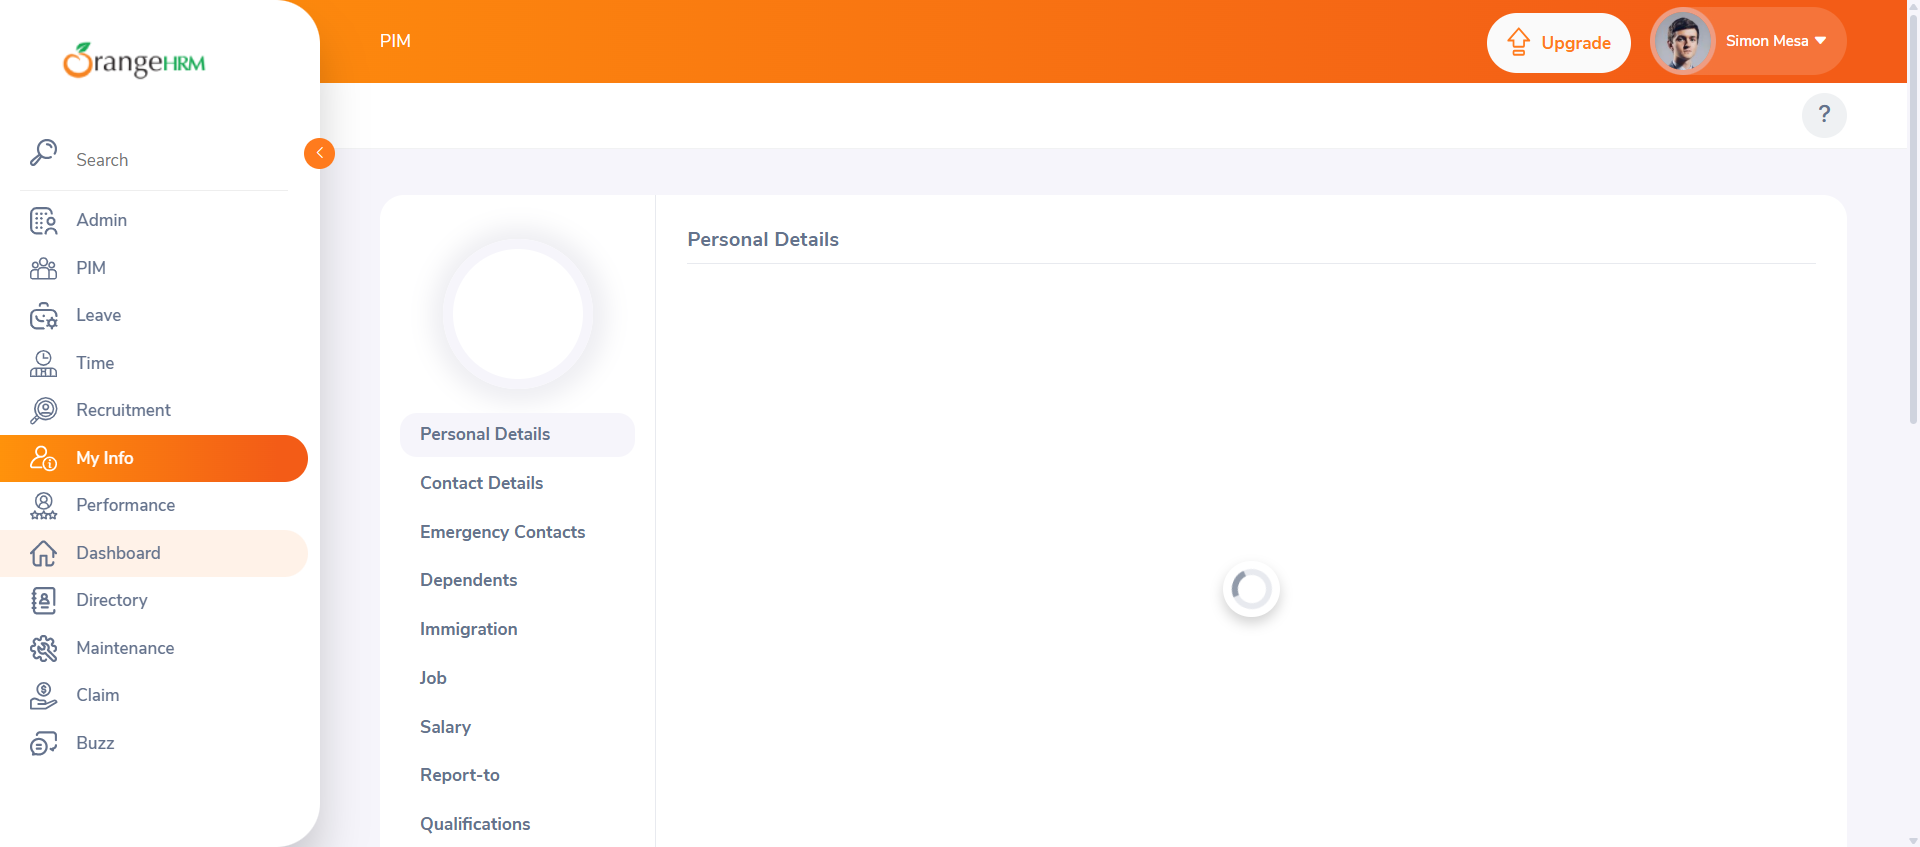 OrangeHRM
PIM
Upgrade
Simon Mesa
?
Search
Admin
PIM
Leave
Time
Recruitment
My Info
Performance
Dashboard
Directory
Maintenance
Claim
Buzz
Personal Details
Contact Details
Emergency Contacts
Dependents
Immigration
Job
Salary
Report-to
Qualifications
Personal Details